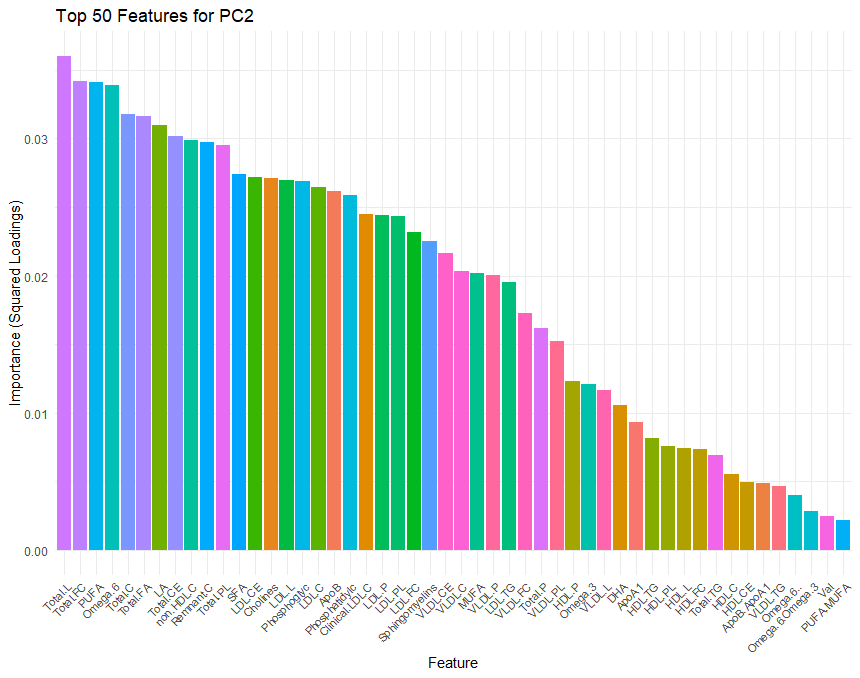 Top 50 Features for PC2
Importance (Squared Loadings)
0.03
0.02
0.01
0.00
Total.L
Total.FC
PUFA
Omega.6
Total.C
Total.FA
LA
Total.CE
non.HDL.C
Remnant.C
Total.PL
SFA
LDL.CE
Cholines
LDL.L
Phosphoglyc
LDL.C
ApoB
Phosphatidylc
Clinical.LDL.C
LDL.P
LDL.PL
LDL.FC
Sphingomyelins
VLDL.CE
VLDL.C
MUFA
VLDL.P
LDL.TG
VLDL.FC
Total.P
VLDL.PL
HDL.P
Omega.3
VLDL.L
DHA
ApoA1
HDL.TG
HDL.PL
HDL.L
HDL.FC
Total.TG
HDL.C
HDL.CE
ApoB.ApoA1
VLDL.TG
Omega.6..
Omega.6.Omega.3
Val
PUFA.MUFA
Feature